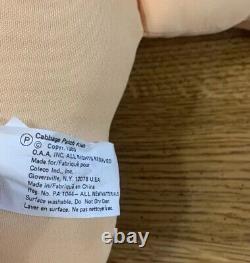 P Cabbage Patch Kids
© Copr. 1985
O.A.A., INC. ALL RIGHTS RESERVED
Made for/Fabriqué pour
Coleco Ind., Inc.
Gloversville, N.Y. 12078 U.S.A.
Made in/Fabriqué en China
Reg. No. PA 1044 - ALL NEW MATERIALS
Surface washable. Do Not Dry Clean
Laver en surface. Ne pas nettoyer à sec.